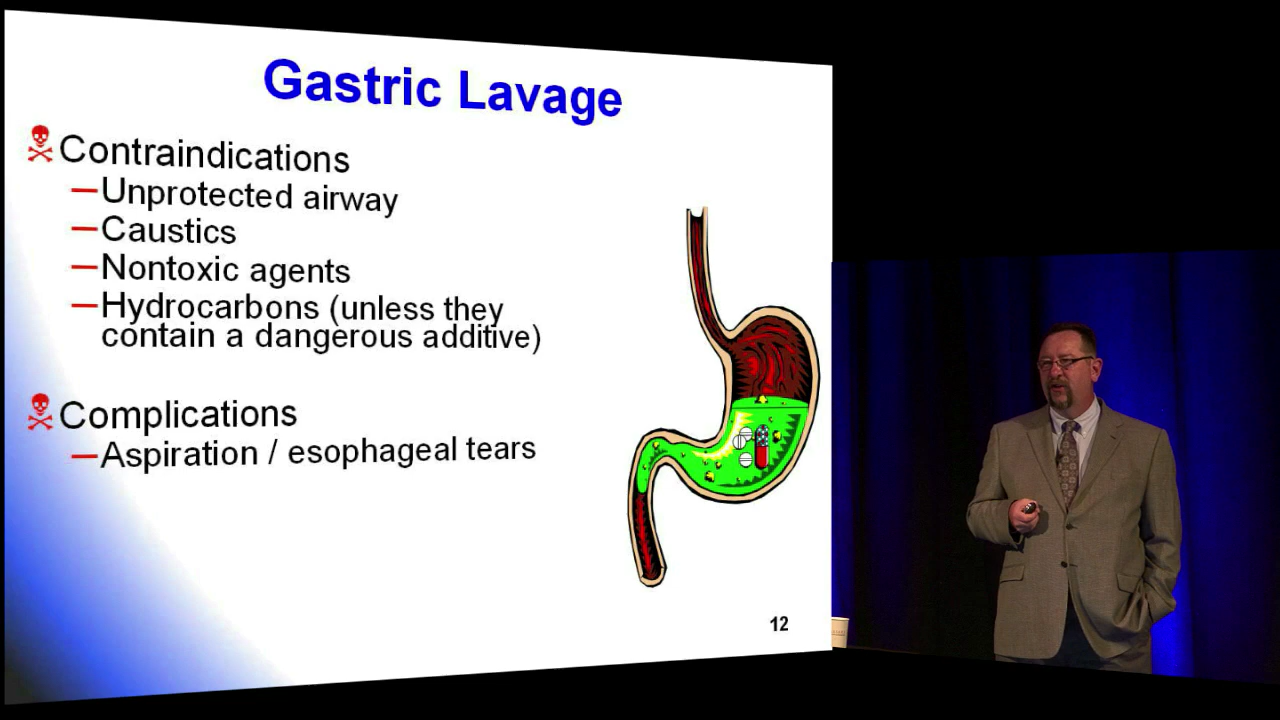 Gastric Lavage
Contraindications
—Unprotected airway
—Caustics
—Nontoxic agents
—Hydrocarbons (unless they
contain a dangerous additive)
Complications
—Aspiration / esophageal tears
12